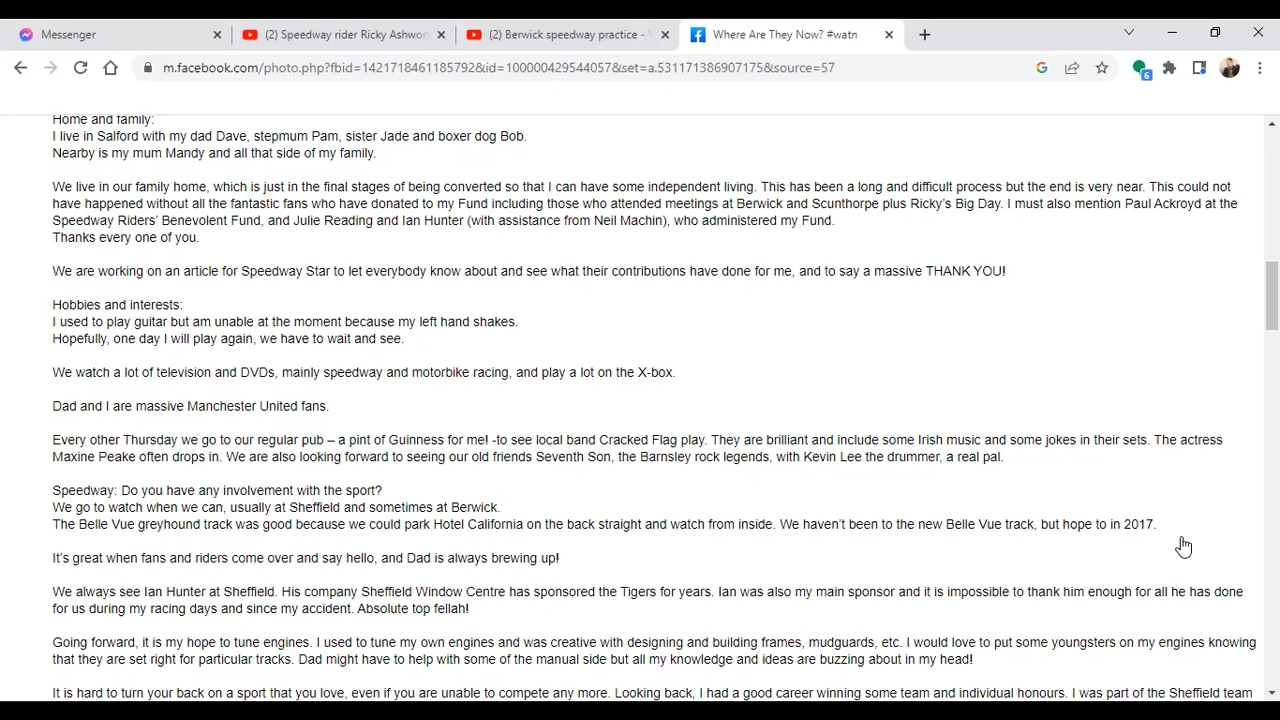 Messenger
(2) Speedway rider Ricky Ashwor
(2) Berwick speedway practice -
Where Are They Now? #watn
m.facebook.com/photo.php?fbid=1421718461185792&id=100000429544057&set=a.531171386907175&source=57
6
Home and family:
I live in Salford with my dad Dave, stepmum Pam, sister Jade and boxer dog Bob.
Nearby is my mum Mandy and all that side of my family.
We live in our family home, which is just in the final stages of being converted so that I can have some independent living. This has been a long and difficult process but the end is very near. This could not
have happened without all the fantastic fans who have donated to my Fund including those who attended meetings at Berwick and Scunthorpe plus Ricky's Big Day. I must also mention Paul Ackroyd at the
Speedway Riders' Benevolent Fund, and Julie Reading and Ian Hunter (with assistance from Neil Machin), who administered my Fund.
Thanks every one of you.
We are working on an article for Speedway Star to let everybody know about and see what their contributions have done for me, and to say a massive THANK YOU!
Hobbies and interests:
I used to play guitar but am unable at the moment because my left hand shakes.
Hopefully, one day I will play again, we have to wait and see.
We watch a lot of television and DVDs, mainly speedway and motorbike racing, and play a lot on the X-box.
Dad and I are massive Manchester United fans.
Every other Thursday we go to our regular pub – a pint of Guinness for me! -to see local band Cracked Flag play. They are brilliant and include some Irish music and some jokes in their sets. The actress
Maxine Peake often drops in. We are also looking forward to seeing our old friends Seventh Son, the Barnsley rock legends, with Kevin Lee the drummer, a real pal.
Speedway: Do you have any involvement with the sport?
We go to watch when we can, usually at Sheffield and sometimes at Berwick.
The Belle Vue greyhound track was good because we could park Hotel California on the back straight and watch from inside. We haven't been to the new Belle Vue track, but hope to in 2017.
It's great when fans and riders come over and say hello, and Dad is always brewing up!
We always see Ian Hunter at Sheffield. His company Sheffield Window Centre has sponsored the Tigers for years. Ian was also my main sponsor and it is impossible to thank him enough for all he has done
for us during my racing days and since my accident. Absolute top fellah!
Going forward, it is my hope to tune engines. I used to tune my own engines and was creative with designing and building frames, mudguards, etc. I would love to put some youngsters on my engines knowing
that they are set right for particular tracks. Dad might have to help with some of the manual side but all my knowledge and ideas are buzzing about in my head!
It is hard to turn your back on a sport that you love, even if you are unable to compete any more. Looking back, I had a good career winning some team and individual honours. I was part of the Sheffield team